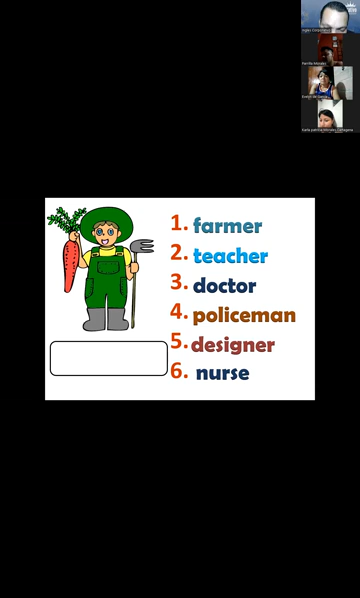 1. farmer
2. teacher
3. doctor
4. policeman
5. designer
6. nurse